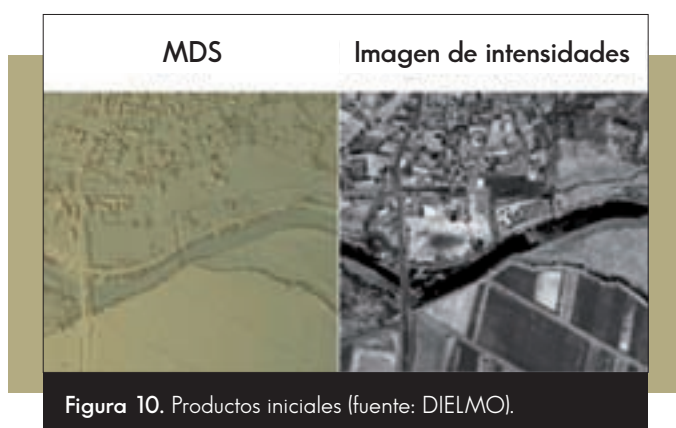 MDS
Imagen de intensidades
Figura 10. Productos iniciales (fuente: DIELMO).